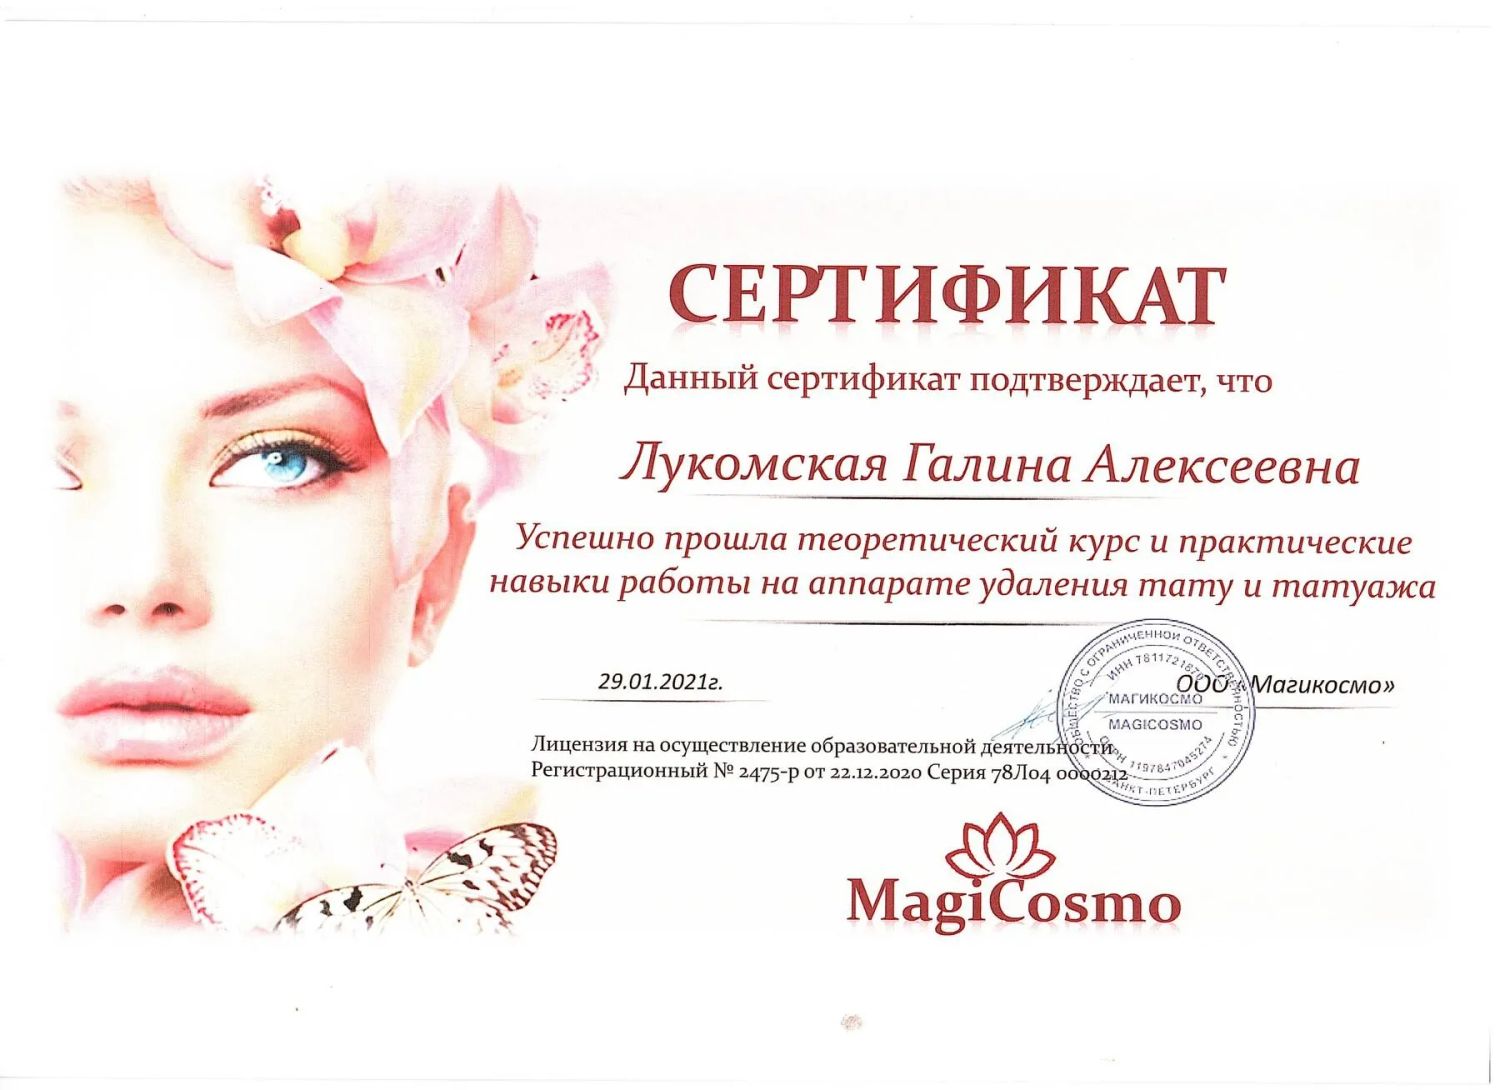 СЕРТИФИКАТ
Данный сертификат подтверждает, что
Лукомская Галина Алексеевна
Успешно прошла теоретический курс и практические
навыки работы на аппарате удаления тату и татуажа
29.01.2021г.
ООО «Магикосмо»
ОБЩЕСТВО С ОГРАНИЧЕННОЙ ОТВЕТСТВЕННОСТЬЮ
ИНН 7811721870
МАГИКОСМО
MAGICOSMO
ОГРН 1197847045274
САНКТ-ПЕТЕРБУРГ
Лицензия на осуществление образовательной деятельности
Регистрационный № 2475-р от 22.12.2020 Серия 78Л04 0000212
MagiCosmo